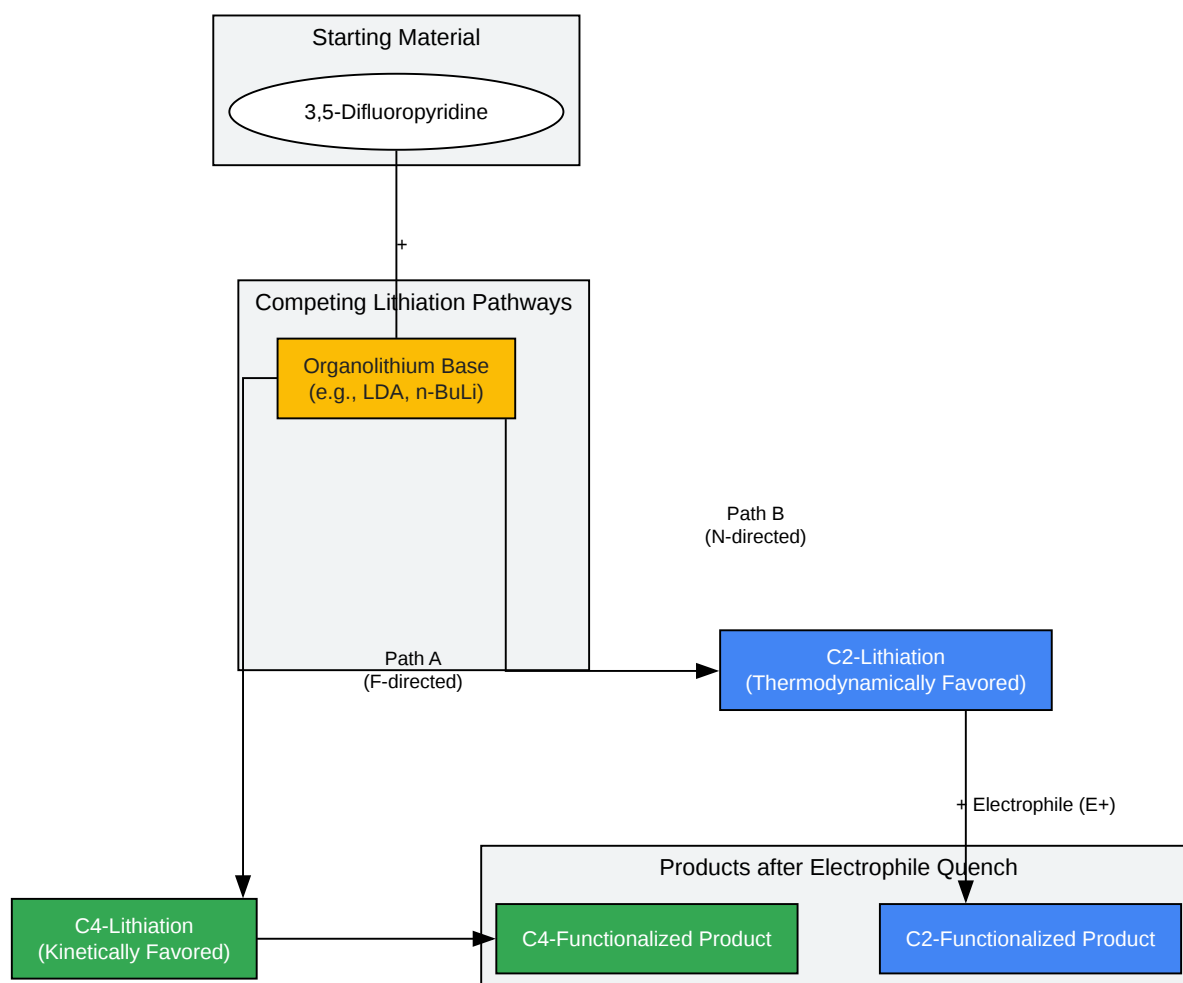 Starting Material
3,5-Difluoropyridine
+
Competing Lithiation Pathways
Organolithium Base
(e.g., LDA, n-BuLi)
Path B
(N-directed)
Path A
(F-directed)
C2-Lithiation
(Thermodynamically Favored)
+ Electrophile (E+)
Products after Electrophile Quench
C4-Lithiation
(Kinetically Favored)
C4-Functionalized Product
C2-Functionalized Product